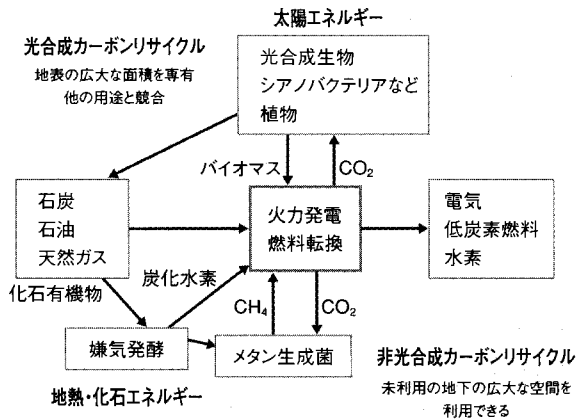 太陽エネルギー
光合成カーボンリサイクル
地表の広大な面積を専有
他の用途と競合
光合成生物
シアノバクテリアなど
植物
バイオマス
CO₂
石炭
石油
天然ガス
火力発電
燃料転換
電気
低炭素燃料
水素
化石有機物
炭化水素
CH₄
CO₂
嫌気発酵
メタン生成菌
地熱・化石エネルギー
非光合成カーボンリサイクル
未利用の地下の広大な空間を
利用できる